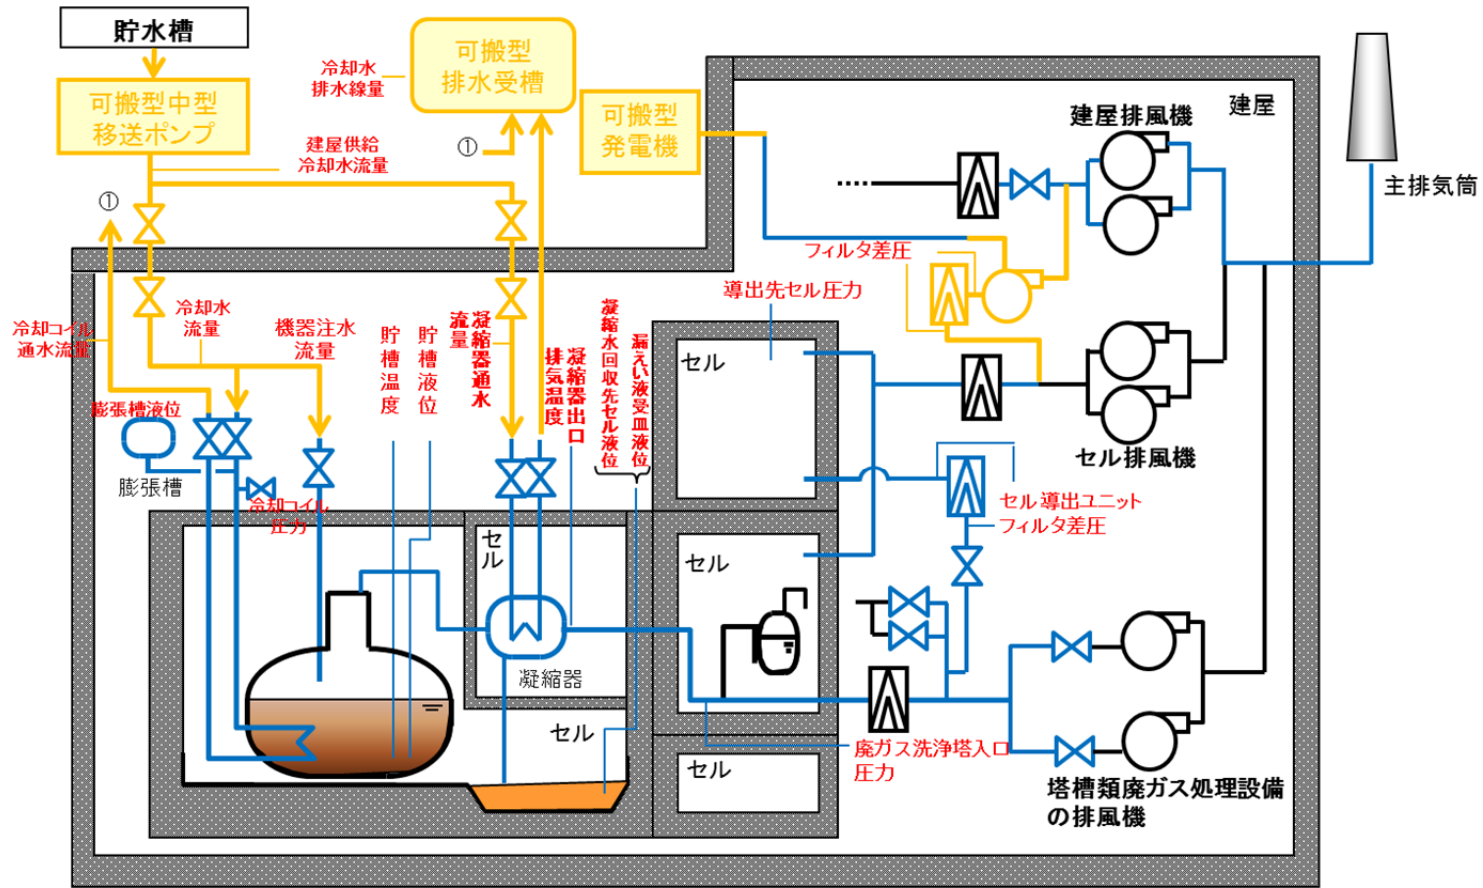 貯水槽
可搬型中型
移送ポンプ
冷却水
排水線量
可搬型
排水受槽
可搬型
発電機
建屋供給
冷却水流量
①
①
建屋
建屋排風機
主排気筒
フィルタ差圧
導出先セル圧力
冷却コイル
通水流量
冷却水
流量
機器注水
流量
貯槽温度
貯槽液位
凝縮器通水
流量
凝縮器出口
排気温度
凝縮水回収先セル液位
漏えい液受皿液位
膨張槽液位
膨張槽
冷却コイル
圧力
セル
セル排風機
セル導出ユニット
フィルタ差圧
セル
セル
凝縮器
セル
セル
廃ガス洗浄塔入口
圧力
塔槽類廃ガス処理設備
の排風機